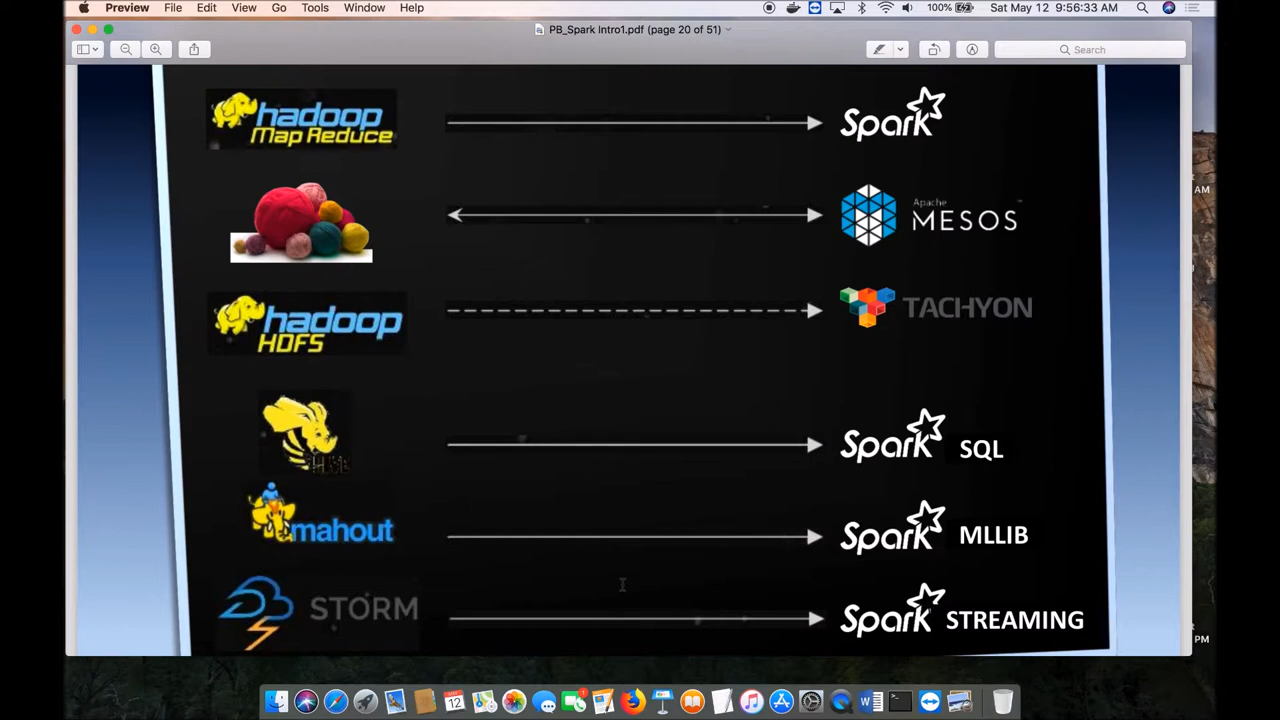 Preview File Edit View Go Tools Window Help 100% Sat May 12 9:56:33 AM
PB_Spark Intro1.pdf (page 20 of 51)
Search
hadoop
Map Reduce
Spark
Apache
MESOS
AM
hadoop
HDFS
TACHYON
Spark SQL
mahout
Spark MLLIB
STORM
Spark STREAMING
PM
12